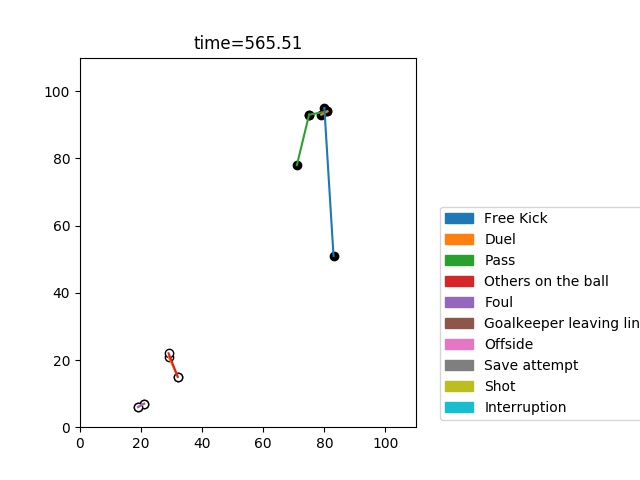 time=565.51
100
80
60
40
20
0
0 20 40 60 80 100
Free Kick
Duel
Pass
Others on the ball
Foul
Goalkeeper leaving lin
Offside
Save attempt
Shot
Interruption